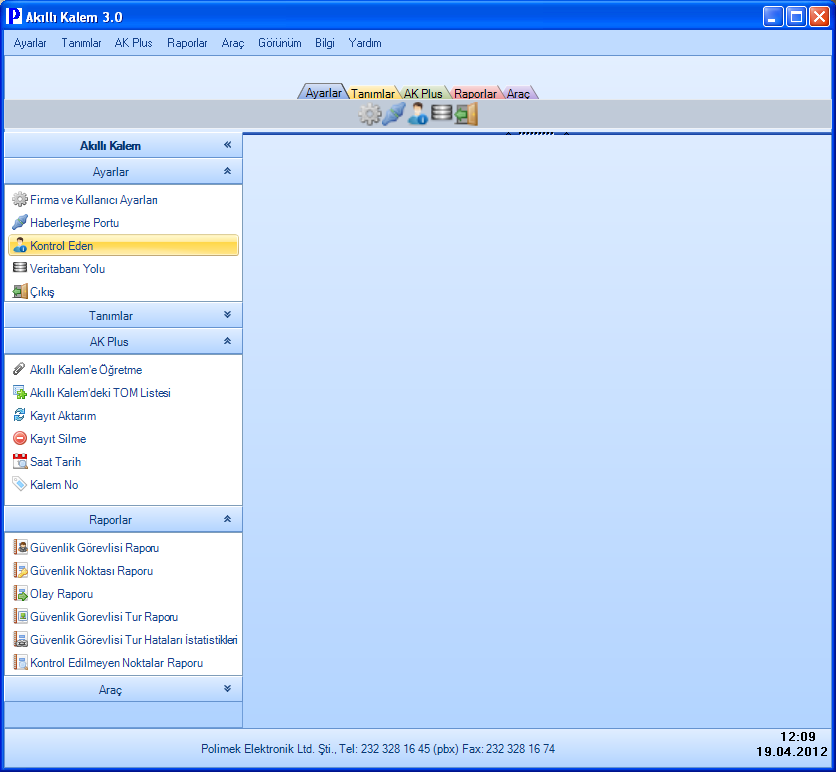 Akıllı Kalem 3.0
Ayarlar Tanımlar AK Plus Raporlar Araç Görünüm Bilgi Yardım
Ayarlar Tanımlar AK Plus Raporlar Araç
Akıllı Kalem
Ayarlar
Firma ve Kullanıcı Ayarları
Haberleşme Portu
Kontrol Eden
Veritabanı Yolu
Çıkış
Tanımlar
AK Plus
Akıllı Kalem'e Öğretme
Akıllı Kalem'deki TOM Listesi
Kayıt Aktarım
Kayıt Silme
Saat Tarih
Kalem No
Raporlar
Güvenlik Görevlisi Raporu
Güvenlik Noktası Raporu
Olay Raporu
Güvenlik Gorevlisi Tur Raporu
Güvenlik Görevlisi Tur Hataları İstatistikleri
Kontrol Edilmeyen Noktalar Raporu
Araç
Polimek Elektronik Ltd. Şti., Tel: 232 328 16 45 (pbx) Fax: 232 328 16 74
12:09
19.04.2012